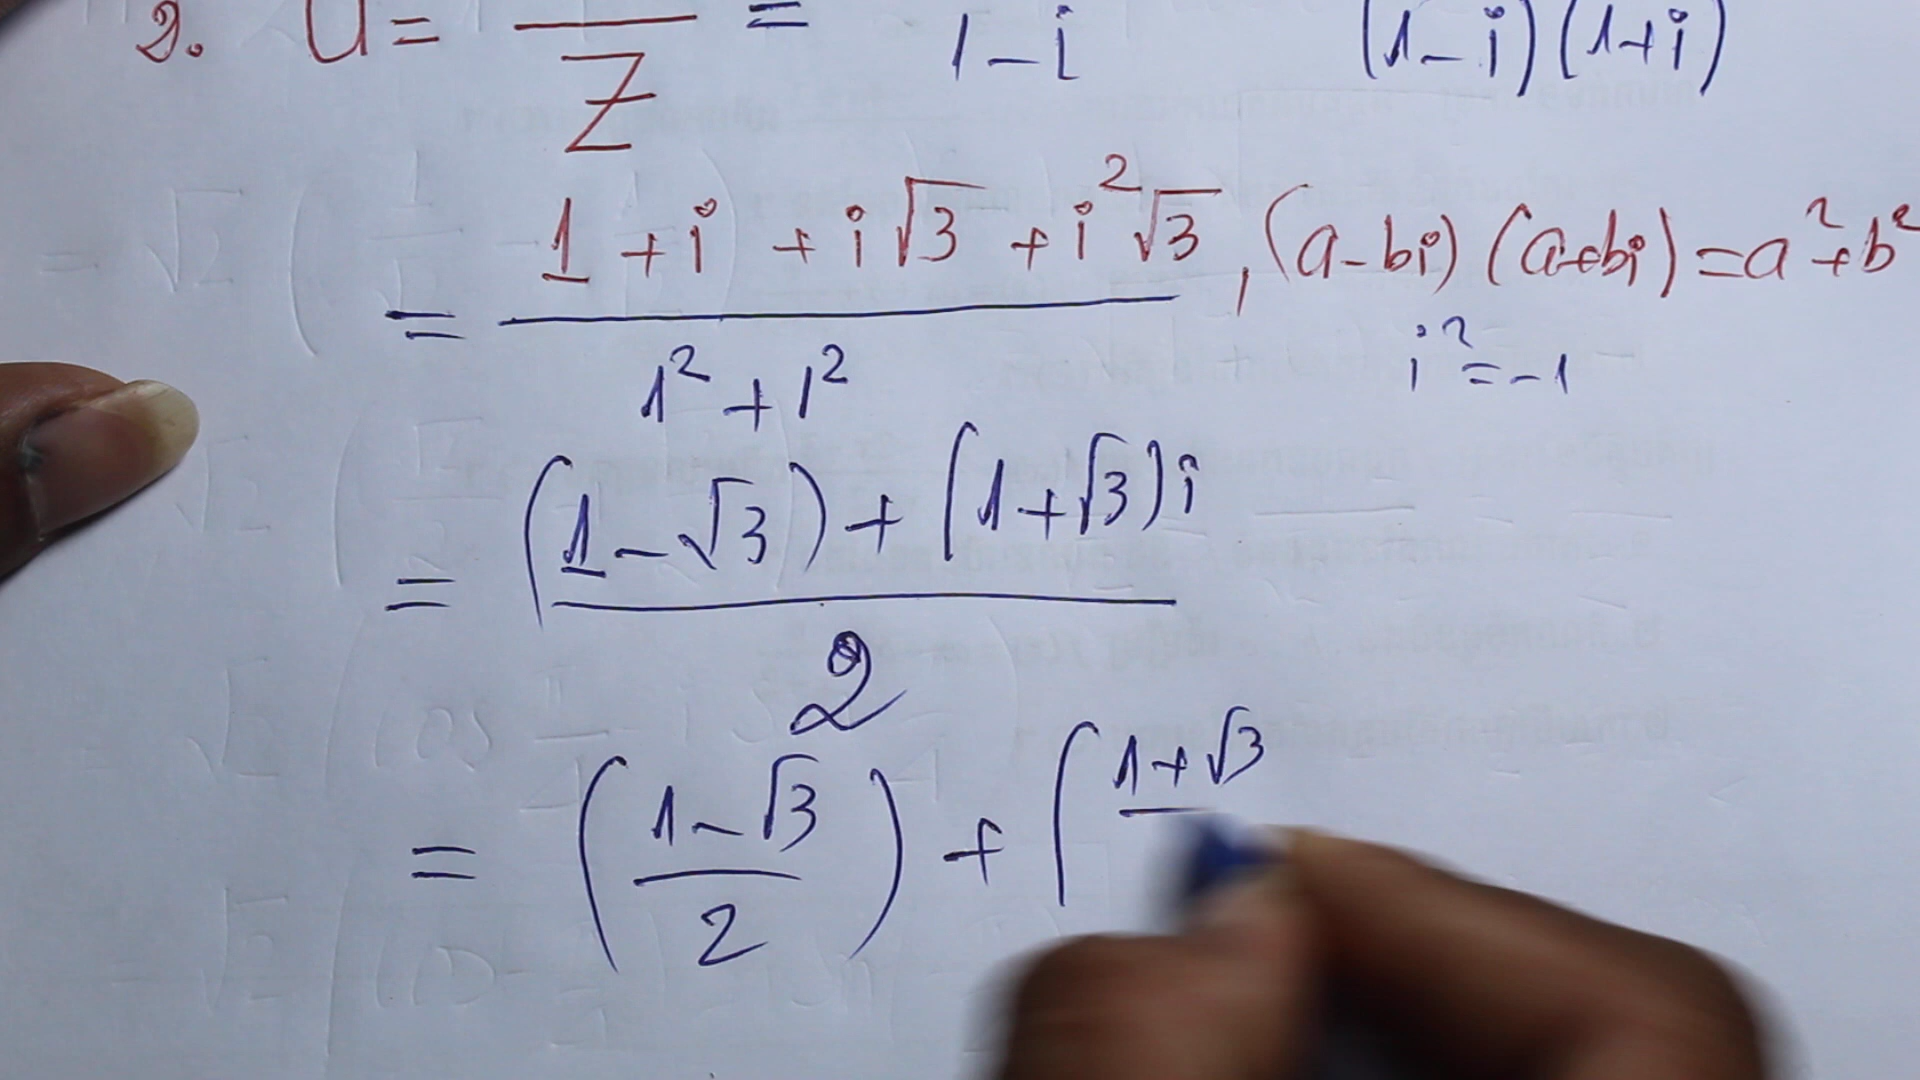 2. U = ─/Z = ─/(1-i) (1-i)(1+i)
= (1 + i + i√3 + i²√3)/(1² + 1²) , (a-bi)(a+bi) = a²+b²
i² = -1
= ((1-√3) + (1+√3)i)/2
= ((1-√3)/2) + (1+√3